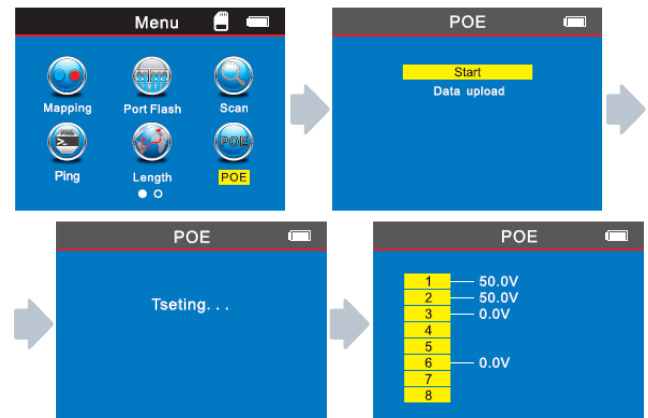 Menu
Mapping Port Flash Scan
POE
Ping Length POE
POE
Start
Data upload
POE
Tseting...
POE
1 50.0V
2 50.0V
3 0.0V
4
5
6 0.0V
7
8